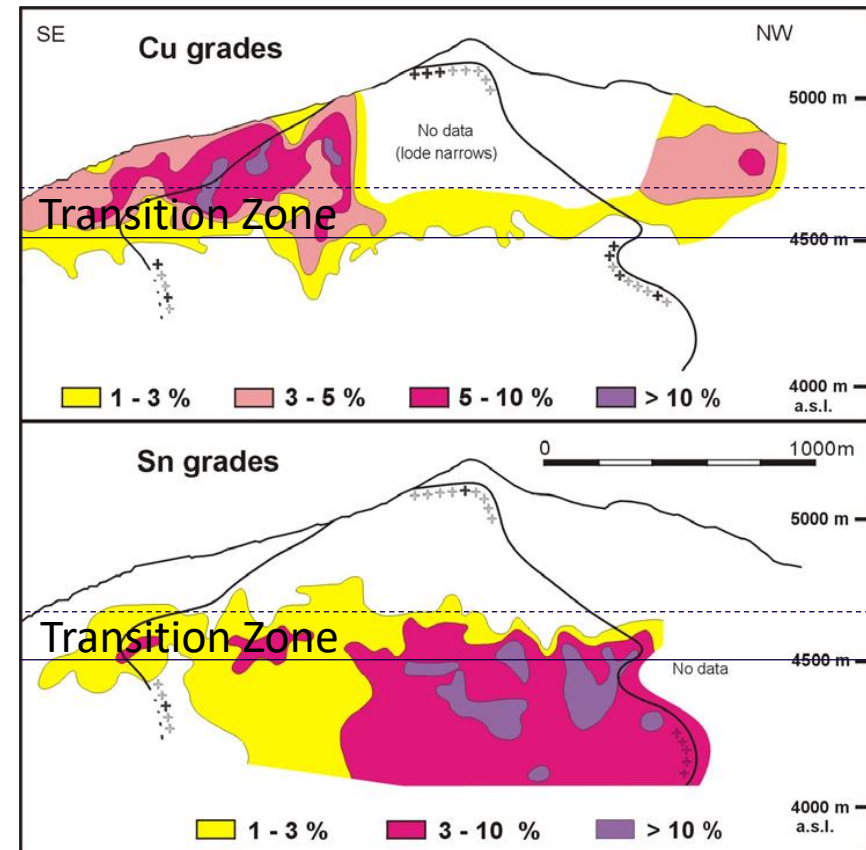 SE
Cu grades
NW
5000 m
No data
(lode narrows)
Transition Zone
4500 m
4000 m
a.s.l.
1 - 3 %
3 - 5 %
5 - 10 %
> 10 %
Sn grades
0
1000m
5000 m
Transition Zone
4500 m
No data
4000 m
a.s.l.
1 - 3 %
3 - 10 %
> 10 %